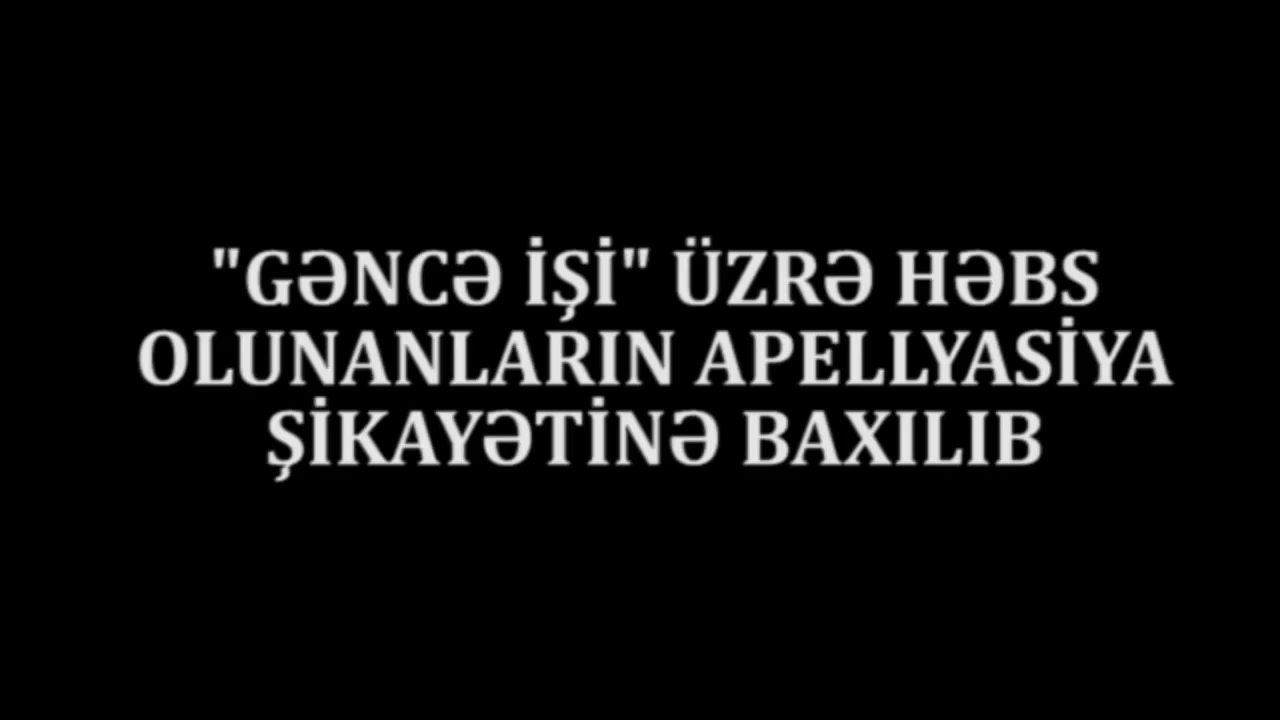 "GƏNCƏ İŞİ" ÜZRƏ HƏBS
OLUNANLARIN APELLYASİYA
ŞİKAYƏTİNƏ BAXILIB